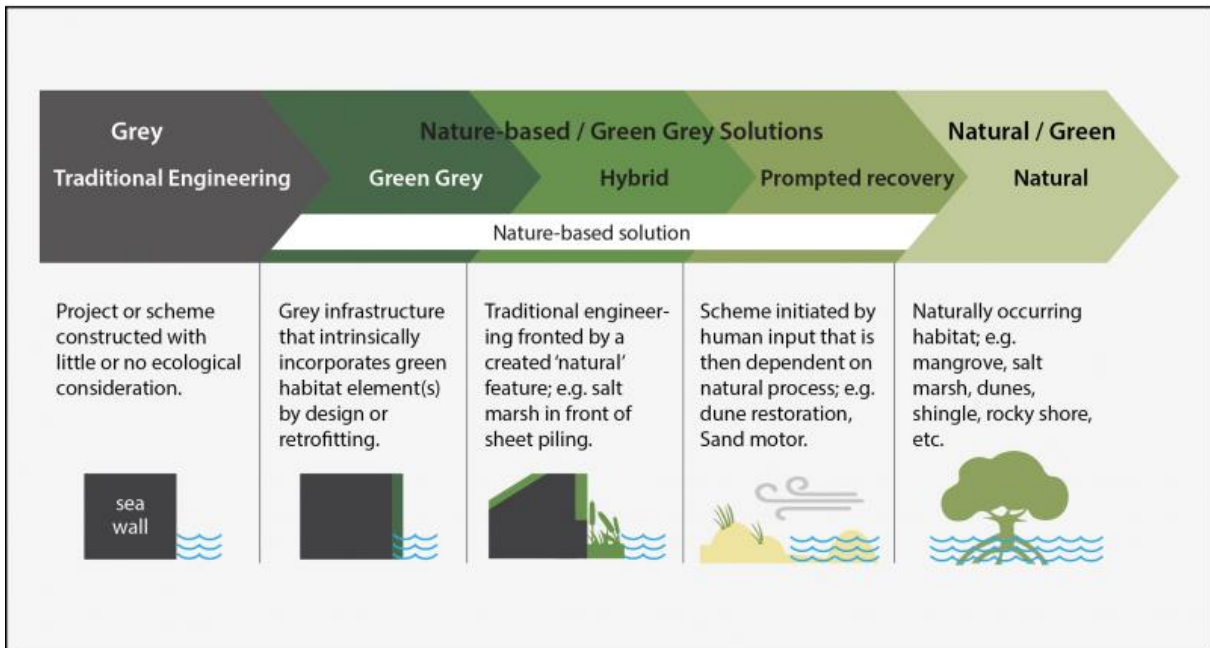 Grey
Nature-based / Green Grey Solutions
Natural / Green
Traditional Engineering
Green Grey
Hybrid
Prompted recovery
Natural
Nature-based solution
Project or scheme
constructed with
little or no ecological
consideration.
Grey infrastructure
that intrinsically
incorporates green
habitat element(s)
by design or
retrofitting.
Traditional engineer-
ing fronted by a
created ‘natural’
feature; e.g. salt
marsh in front of
sheet piling.
Scheme initiated by
human input that is
then dependent on
natural process; e.g.
dune restoration,
Sand motor.
Naturally occurring
habitat; e.g.
mangrove, salt
marsh, dunes,
shingle, rocky shore,
etc.
sea
wall